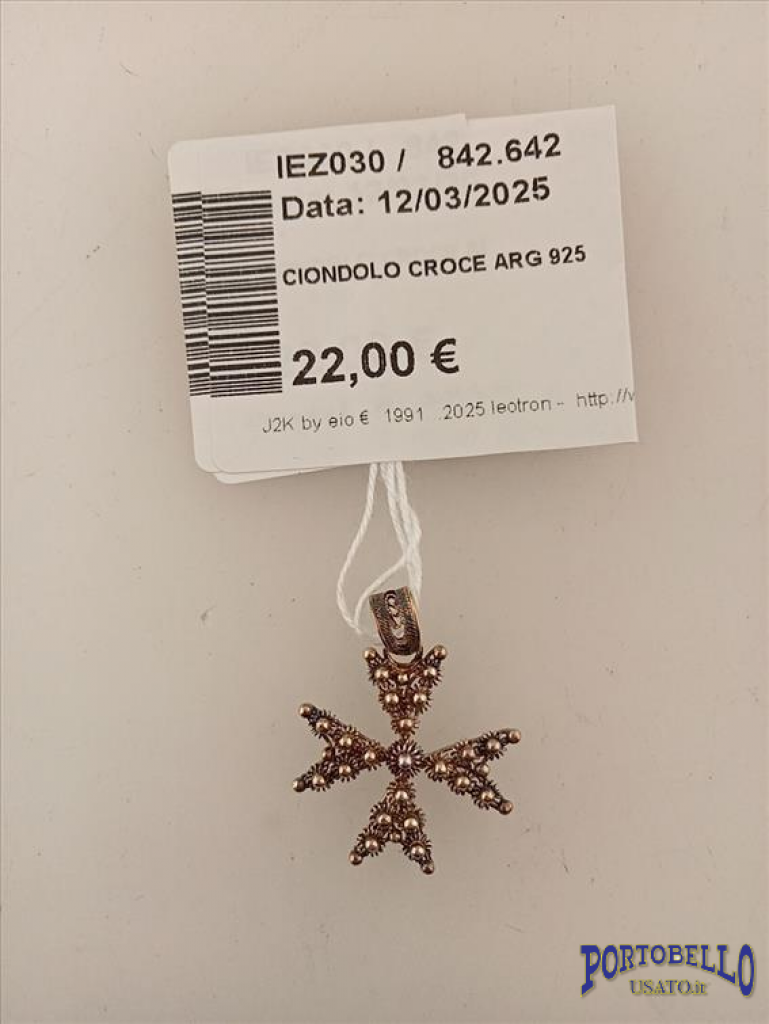 IEZ030 / 842.642
Data: 12/03/2025
CIONDOLO CROCE ARG 925
22,00 €
J2K by eio € 1991 .2025 leotron - http://
PORTOBELLO
USATO.it